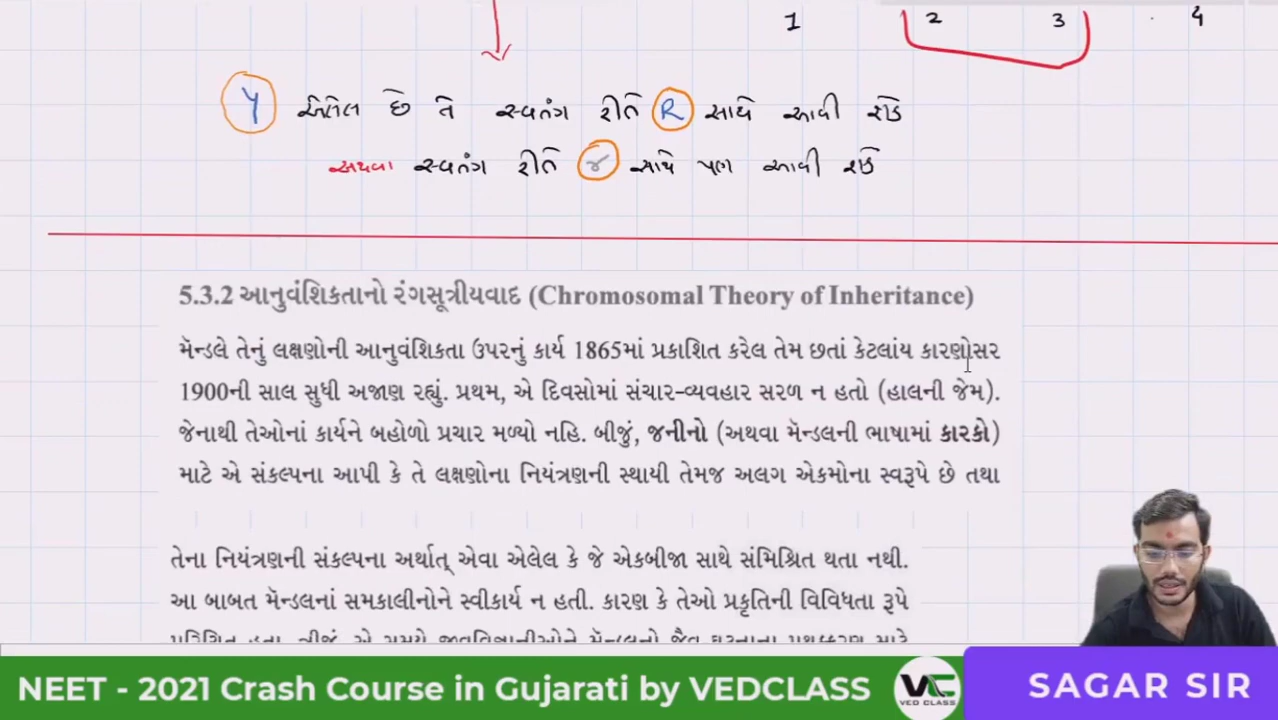 1 2 3 4
Y એલેલ છે તે સ્વતંત્ર રીતે R સાથે આવી શકે
અથવા સ્વતંત્ર રીતે r સાથે પણ આવી શકે
5.3.2 આનુવંશિકતાનો રંગસૂત્રીયવાદ (Chromosomal Theory of Inheritance)
મૅન્ડલે તેનું લક્ષણોની આનુવંશિકતા ઉપરનું કાર્ય 1865માં પ્રકાશિત કરેલ તેમ છતાં કેટલાંય કારણોસર
1900ની સાલ સુધી અજાણ રહ્યું. પ્રથમ, એ દિવસોમાં સંચાર-વ્યવહાર સરળ ન હતો (હાલની જેમ).
જેનાથી તેઓનાં કાર્યને બહોળો પ્રચાર મળ્યો નહિ. બીજું, જનીનો (અથવા મૅન્ડલની ભાષામાં કારકો)
માટે એ સંકલ્પના આપી કે તે લક્ષણોના નિયંત્રણની સ્થાયી તેમજ અલગ એકમોના સ્વરૂપે છે તથા
તેના નિયંત્રણની સંકલ્પના અર્થાત્ એવા એલેલ કે જે એકબીજા સાથે સંમિશ્રિત થતા નથી.
આ બાબત મૅન્ડલનાં સમકાલીનોને સ્વીકાર્ય ન હતી. કારણ કે તેઓ પ્રકૃતિની વિવિધતા રૂપે
NEET - 2021 Crash Course in Gujarati by VEDCLASS
VED CLASS
SAGAR SIR